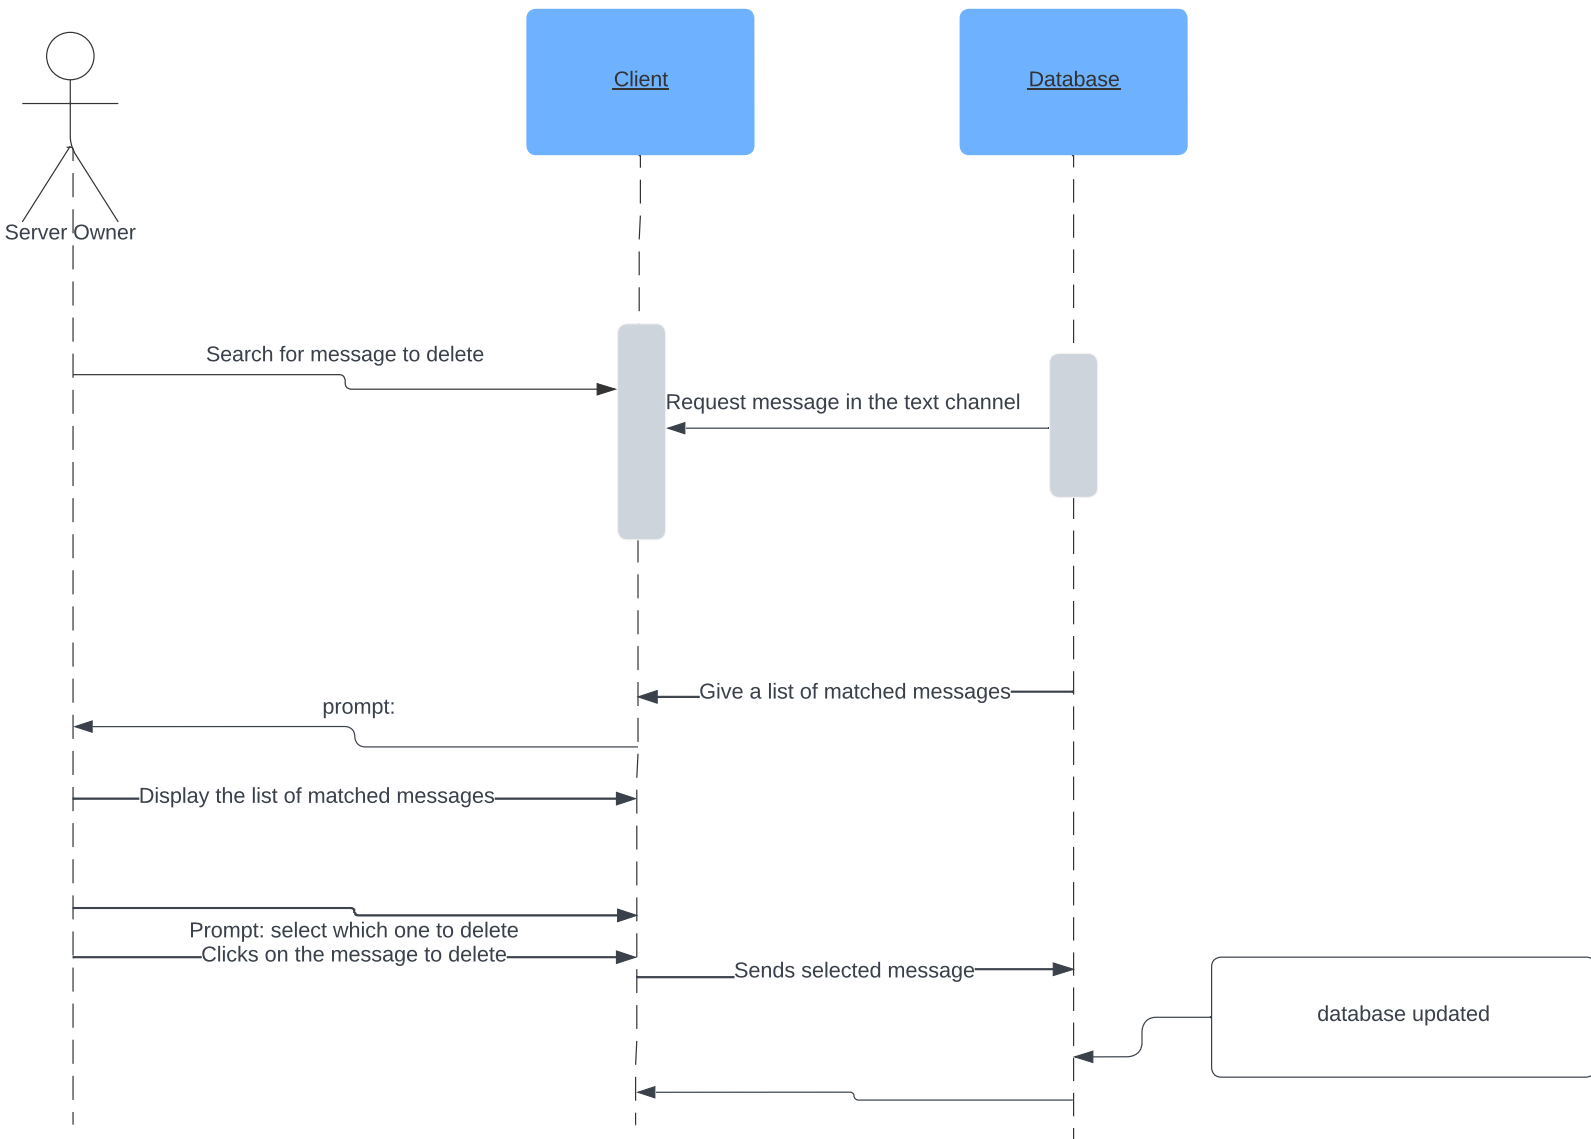 Client
Database
Server Owner
Search for message to delete
Request message in the text channel
Give a list of matched messages
prompt:
Display the list of matched messages
Prompt: select which one to delete
Clicks on the message to delete
Sends selected message
database updated